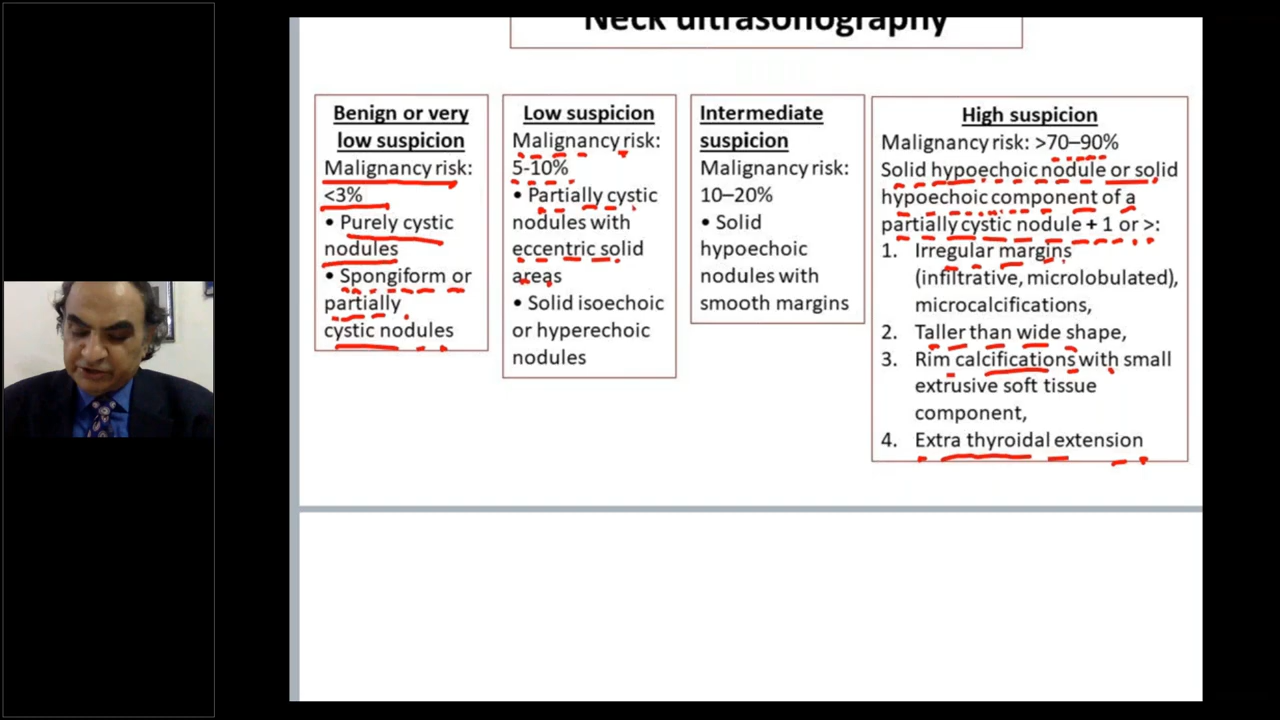 Neck ultrasonography
Benign or very
low suspicion
Malignancy risk:
<3%
• Purely cystic
nodules
• Spongiform or
partially
cystic nodules
Low suspicion
Malignancy risk:
5-10%
• Partially cystic
nodules with
eccentric solid
areas
• Solid isoechoic
or hyperechoic
nodules
Intermediate
suspicion
Malignancy risk:
10–20%
• Solid
hypoechoic
nodules with
smooth margins
High suspicion
Malignancy risk: >70–90%
Solid hypoechoic nodule or solid
hypoechoic component of a
partially cystic nodule + 1 or >:
1. Irregular margins
(infiltrative, microlobulated),
microcalcifications,
2. Taller than wide shape,
3. Rim calcifications with small
extrusive soft tissue
component,
4. Extra thyroidal extension